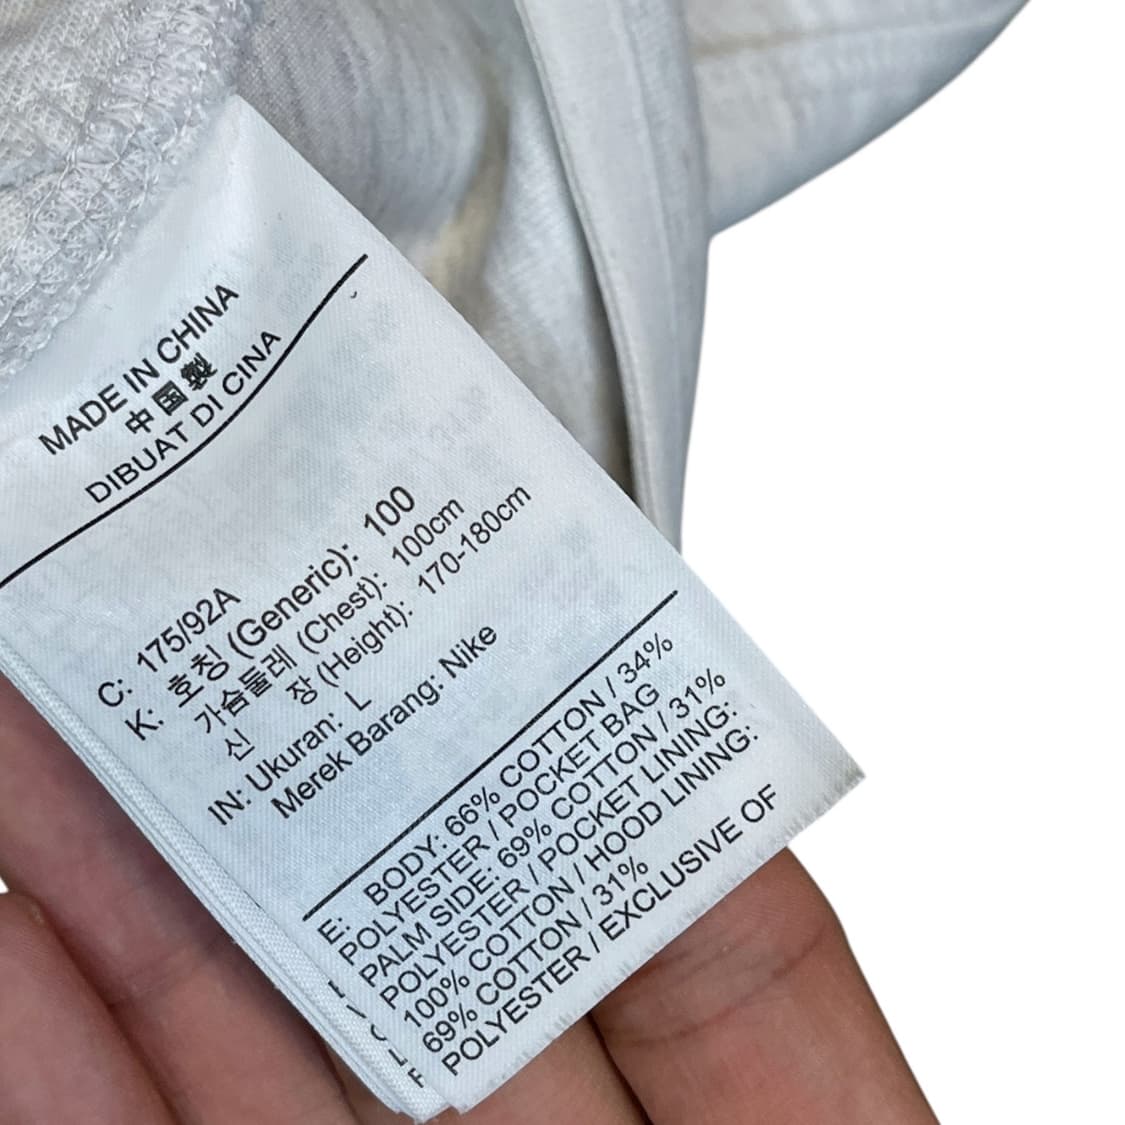 MADE IN CHINA
中国製
DIBUAT DI CINA
C: 175/92A
K: 호칭 (Generic): 100
가슴둘레 (Chest): 100cm
신 장 (Height): 170-180cm
IN: Ukuran: L
Merek Barang: Nike
E: BODY: 66% COTTON / 34%
POLYESTER / POCKET BAG
PALM SIDE: 69% COTTON / 31%
POLYESTER / POCKET LINING:
100% COTTON / HOOD LINING:
69% COTTON / 31%
POLYESTER / EXCLUSIVE OF